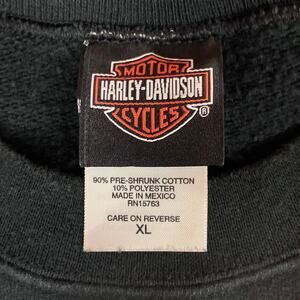 MOTOR
HARLEY-DAVIDSON
CYCLES
®
90% PRE-SHRUNK COTTON
10% POLYESTER
MADE IN MEXICO
RN15763
CARE ON REVERSE
XL